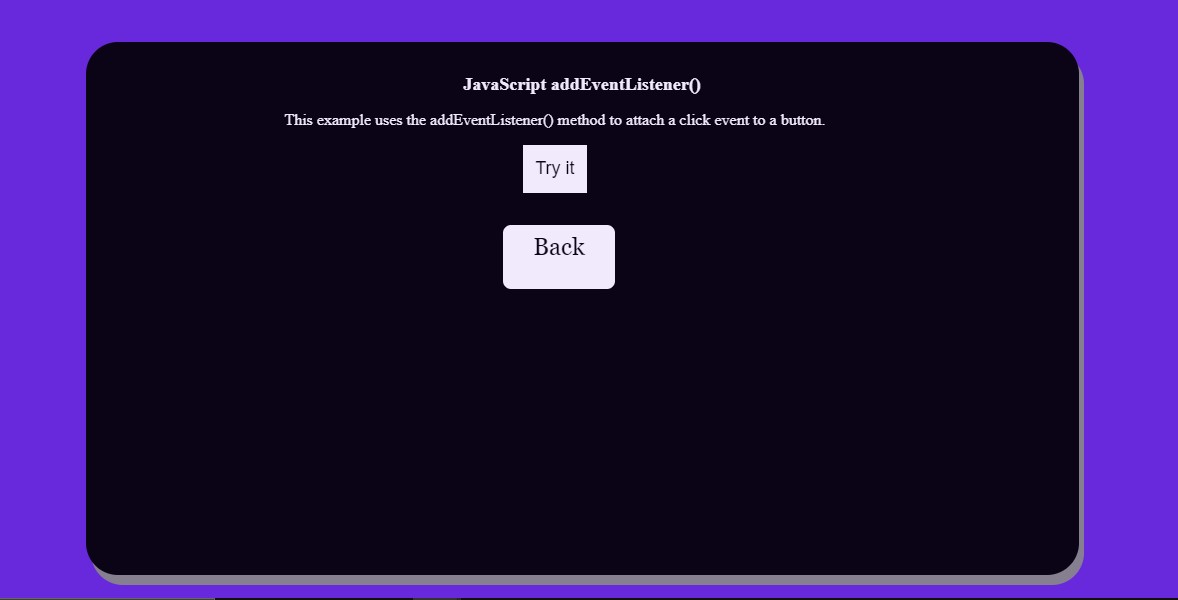 JavaScript addEventListener()
This example uses the addEventListener() method to attach a click event to a button.
Try it
Back